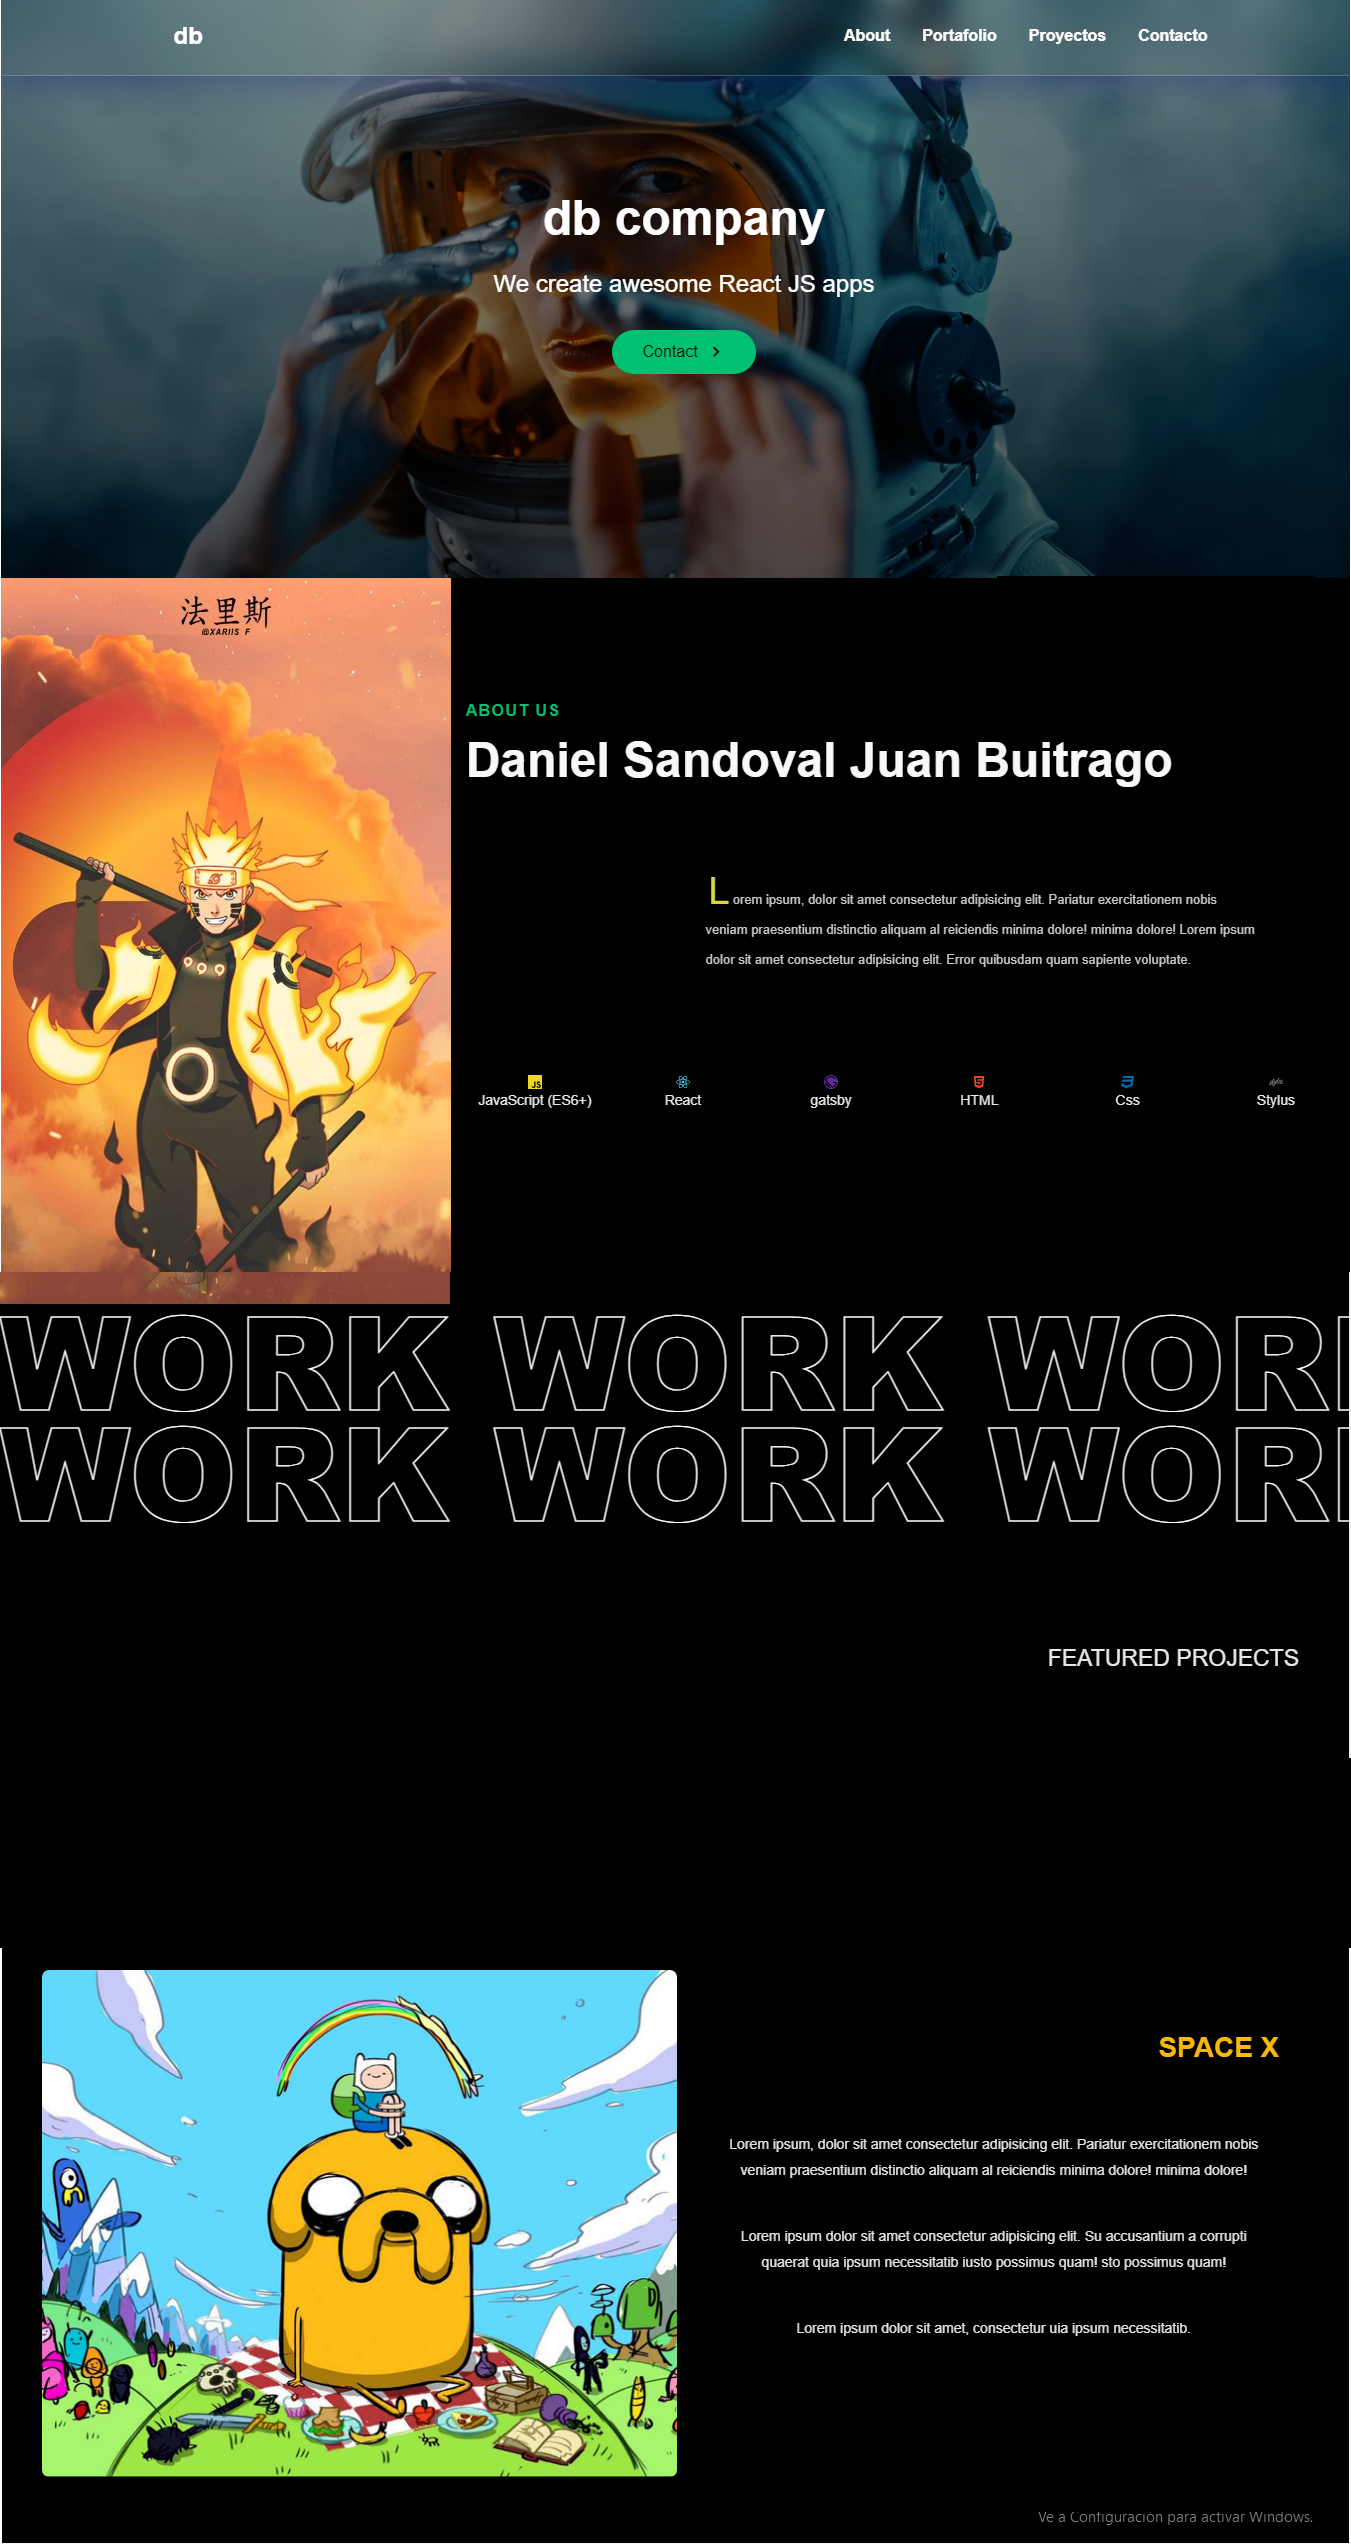 db
About Portafolio Proyectos Contacto
db company
We create awesome React JS apps
Contact
法里斯
@XARIIS F
ABOUT US
Daniel Sandoval Juan Buitrago
Lorem ipsum, dolor sit amet consectetur adipisicing elit. Pariatur exercitationem nobis
veniam praesentium distinctio aliquam al reiciendis minima dolore! minima dolore! Lorem ipsum
dolor sit amet consectetur adipisicing elit. Error quibusdam quam sapiente voluptate.
JS
JavaScript (ES6+) React gatsby HTML Css Stylus
WORK WORK WORK
WORK WORK WORK
FEATURED PROJECTS
SPACE X
Lorem ipsum, dolor sit amet consectetur adipisicing elit. Pariatur exercitationem nobis
veniam praesentium distinctio aliquam al reiciendis minima dolore! minima dolore!
Lorem ipsum dolor sit amet consectetur adipisicing elit. Su accusantium a corrupti
quaerat quia ipsum necessitatib iusto possimus quam! sto possimus quam!
Lorem ipsum dolor sit amet, consectetur uia ipsum necessitatib.
Ve a Configuración para activar Windows.